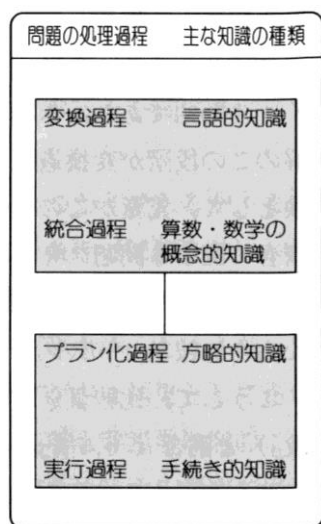 問題の処理過程　主な知識の種類
変換過程　言語的知識
統合過程　算数・数学の
概念的知識
プラン化過程　方略的知識
実行過程　手続き的知識